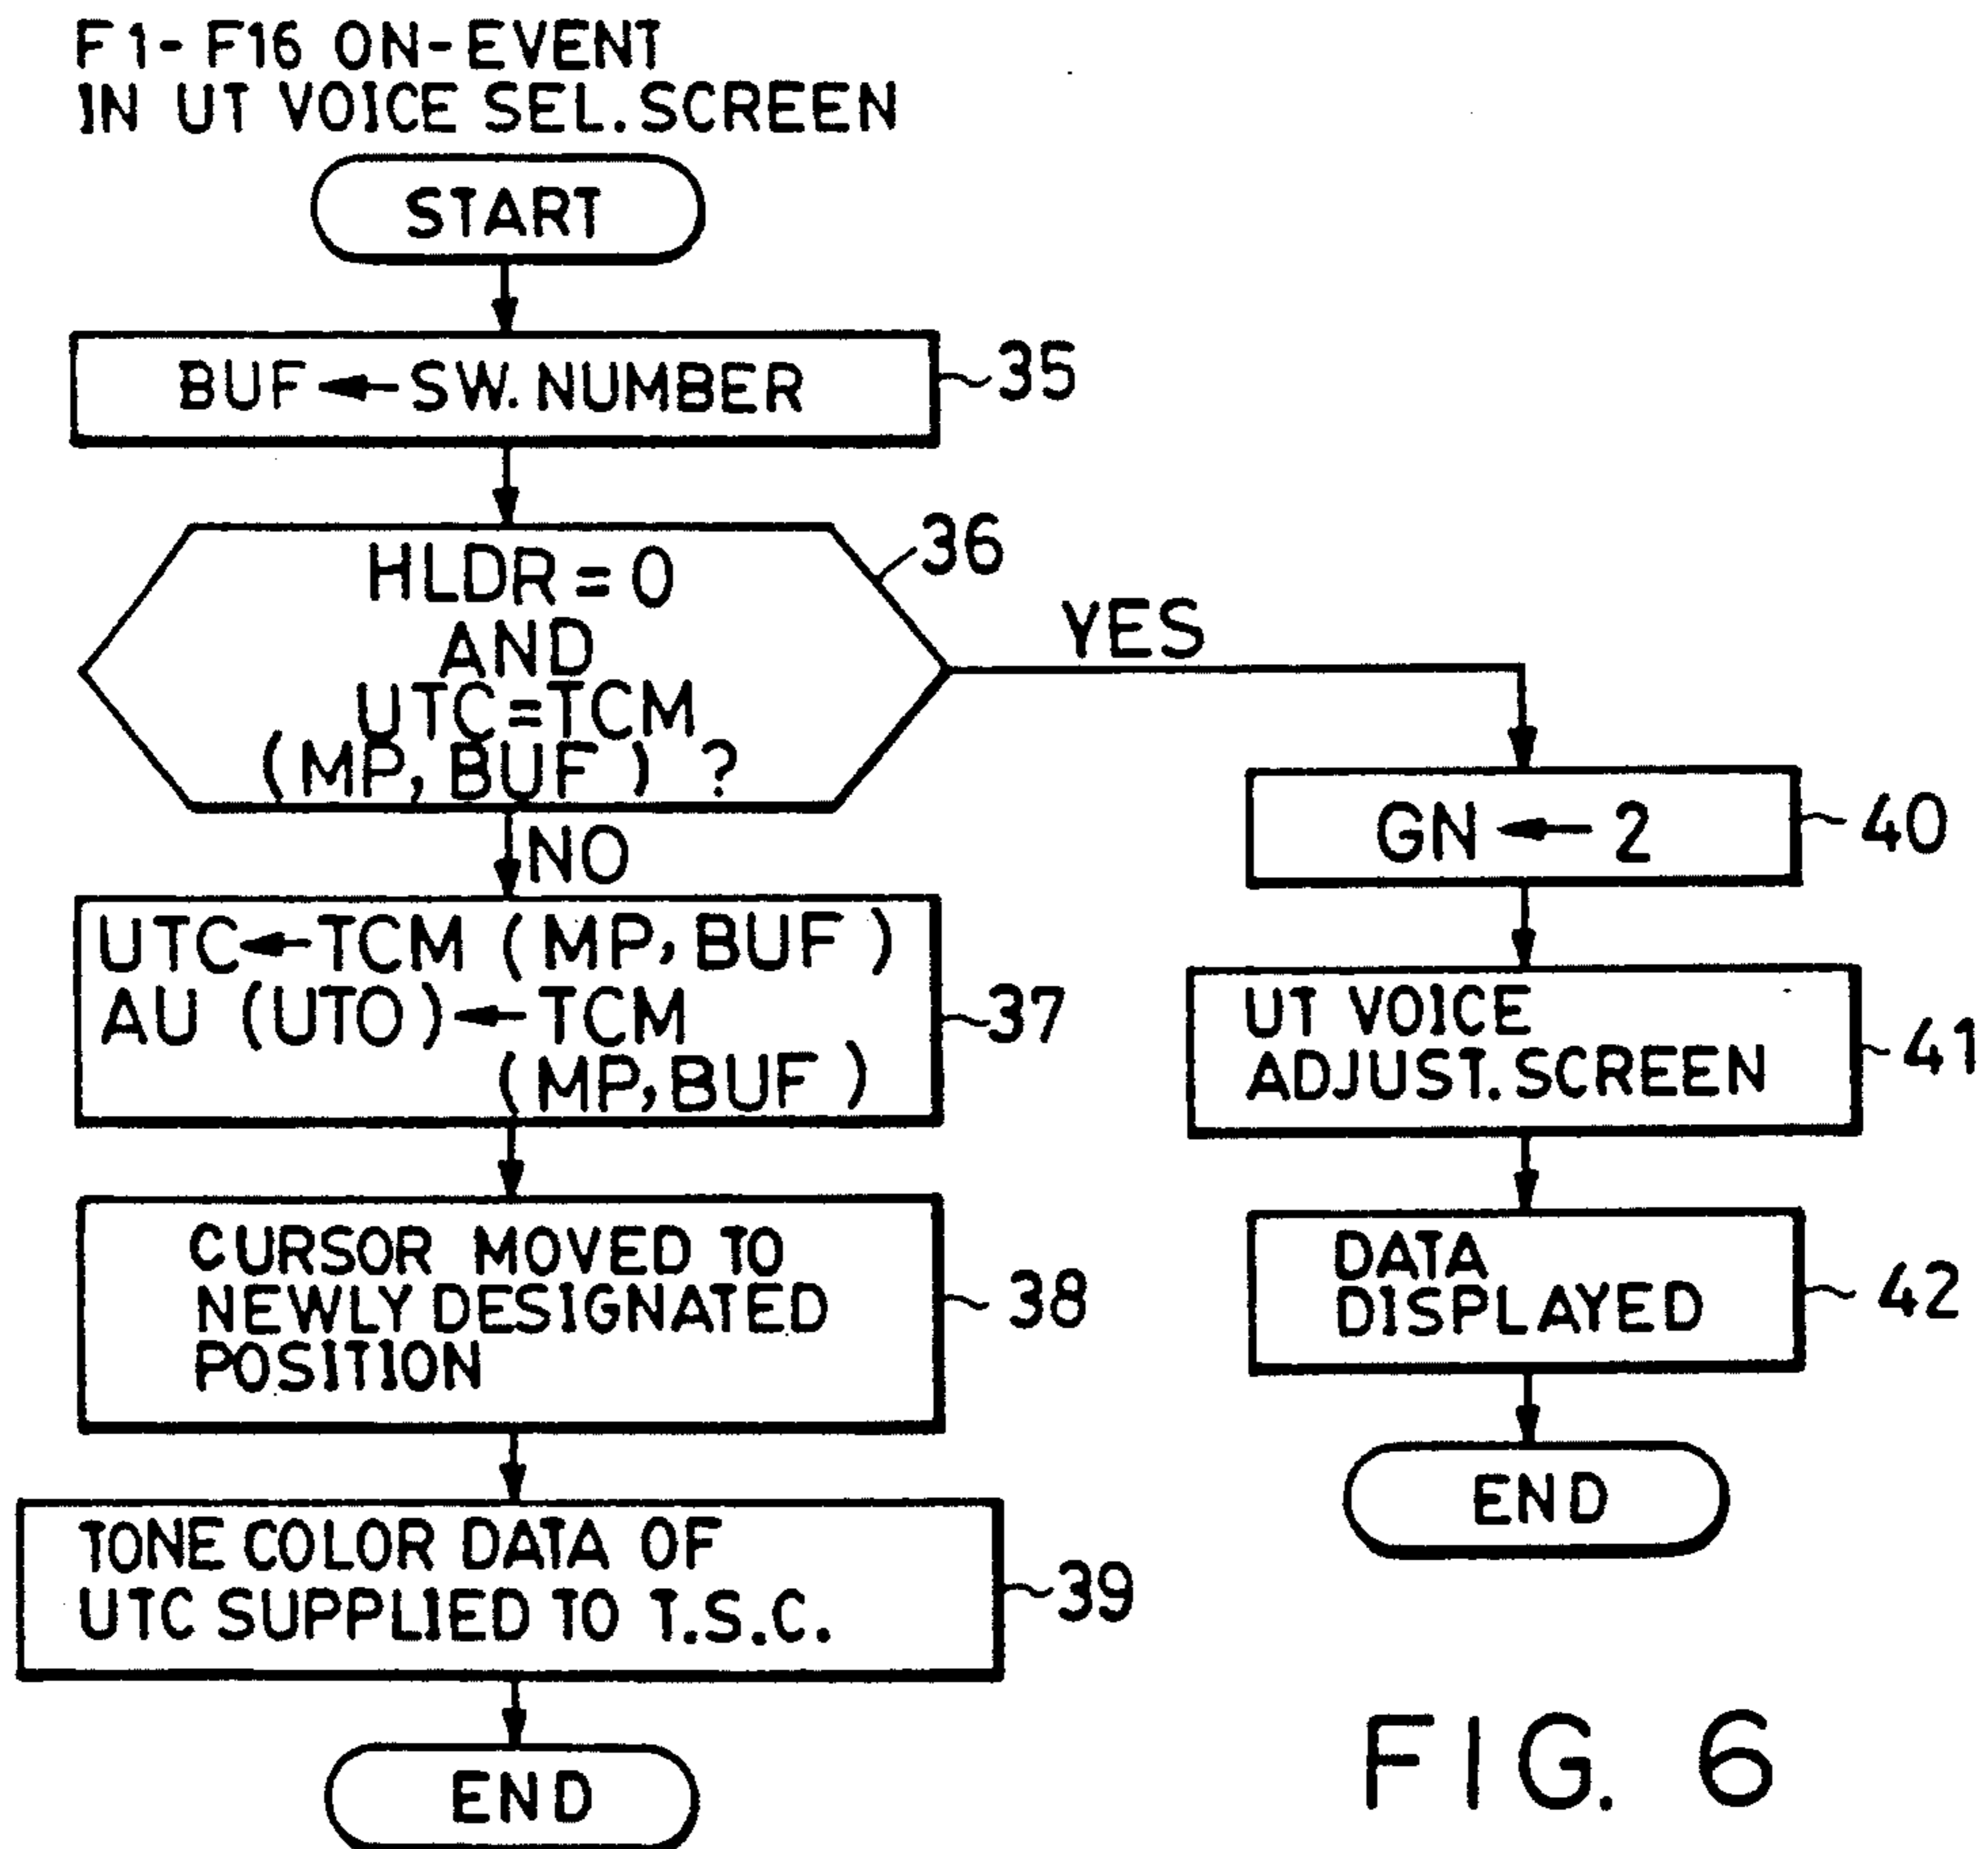 F1-F16 ON-EVENT
IN UT VOICE SEL.SCREEN
START
BUF←SW.NUMBER
35
HLDR=0
AND
UTC=TCM
(MP,BUF) ?
36
YES
NO
UTC←TCM (MP,BUF)
AU (UTO)←TCM
(MP,BUF)
37
CURSOR MOVED TO
NEWLY DESIGNATED
POSITION
38
TONE COLOR DATA OF
UTC SUPPLIED TO T.S.C.
39
END
GN←2
40
UT VOICE
ADJUST.SCREEN
41
DATA
DISPLAYED
42
END
FIG. 6